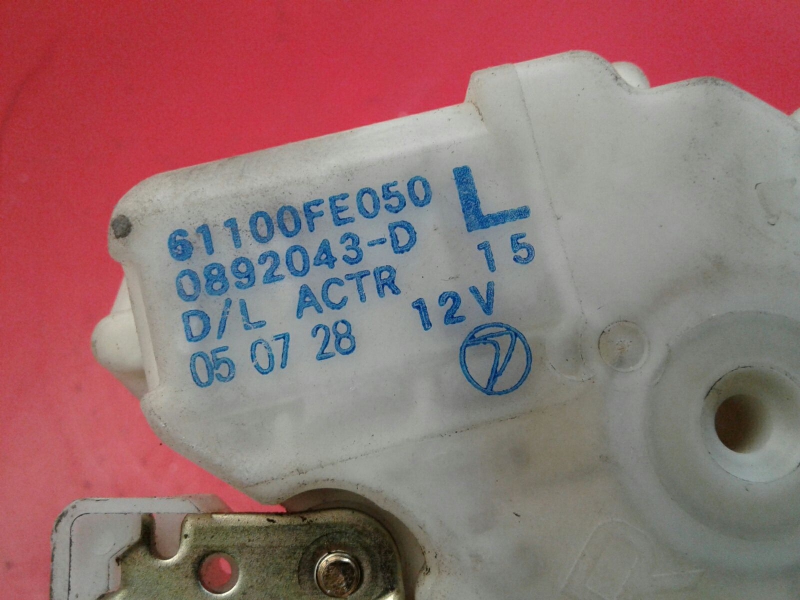 61100FE050 L
0892043-D 15
D/L ACTR 12V
05 07 28